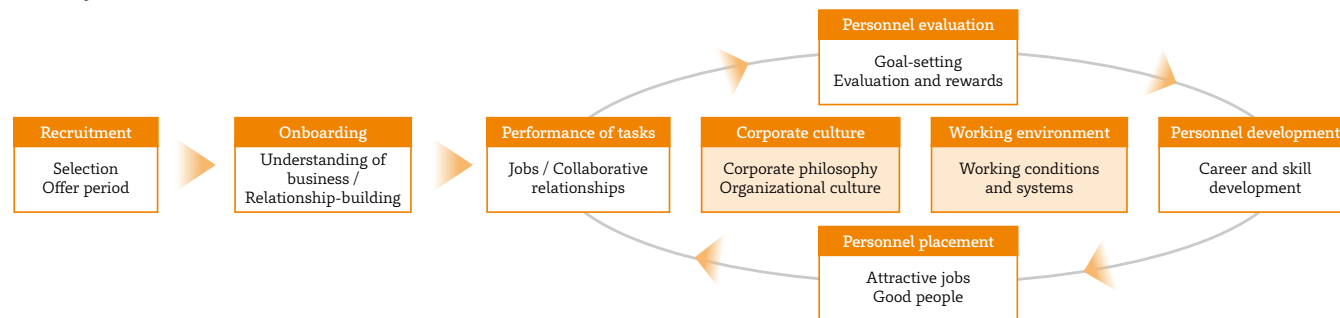 Personnel evaluation
Goal-setting
Evaluation and rewards
Recruitment
Selection
Offer period
Onboarding
Understanding of
business /
Relationship-building
Performance of tasks
Jobs / Collaborative
relationships
Corporate culture
Corporate philosophy
Organizational culture
Working environment
Working conditions
and systems
Personnel development
Career and skill
development
Personnel placement
Attractive jobs
Good people